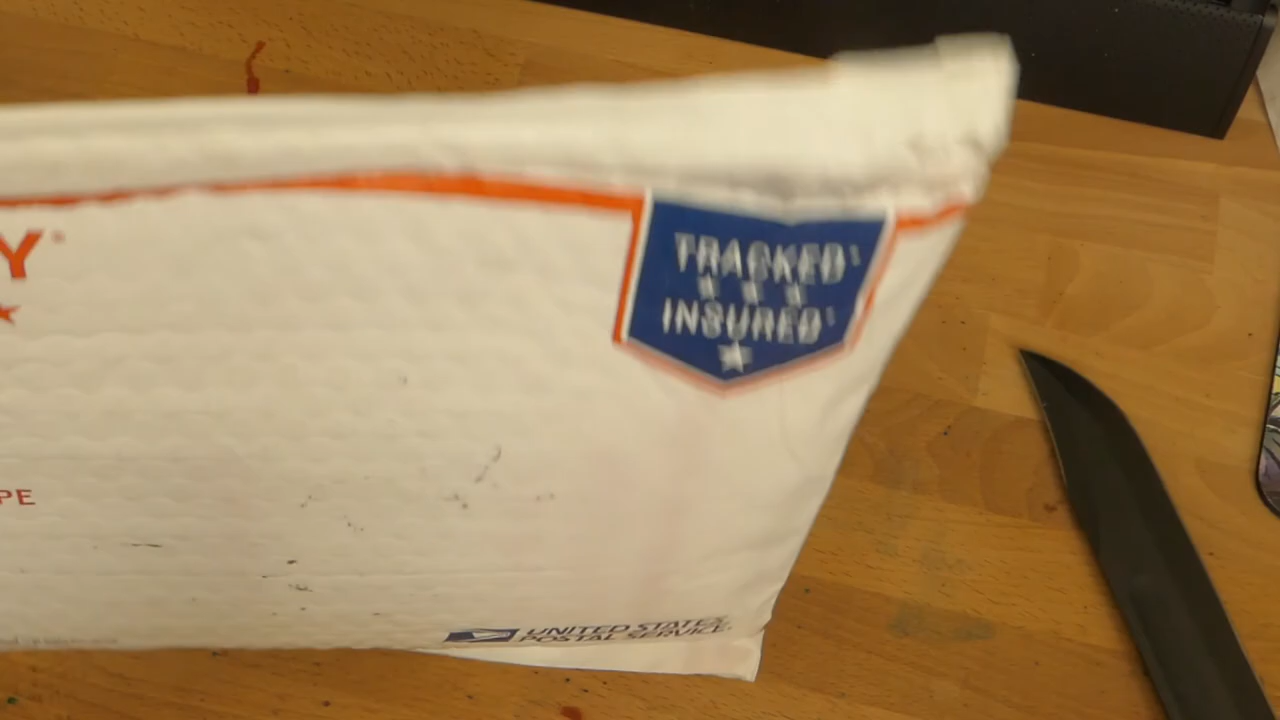 Y®
TRACKED*
INSURED*
PE
UNITED STATES
POSTAL SERVICE®